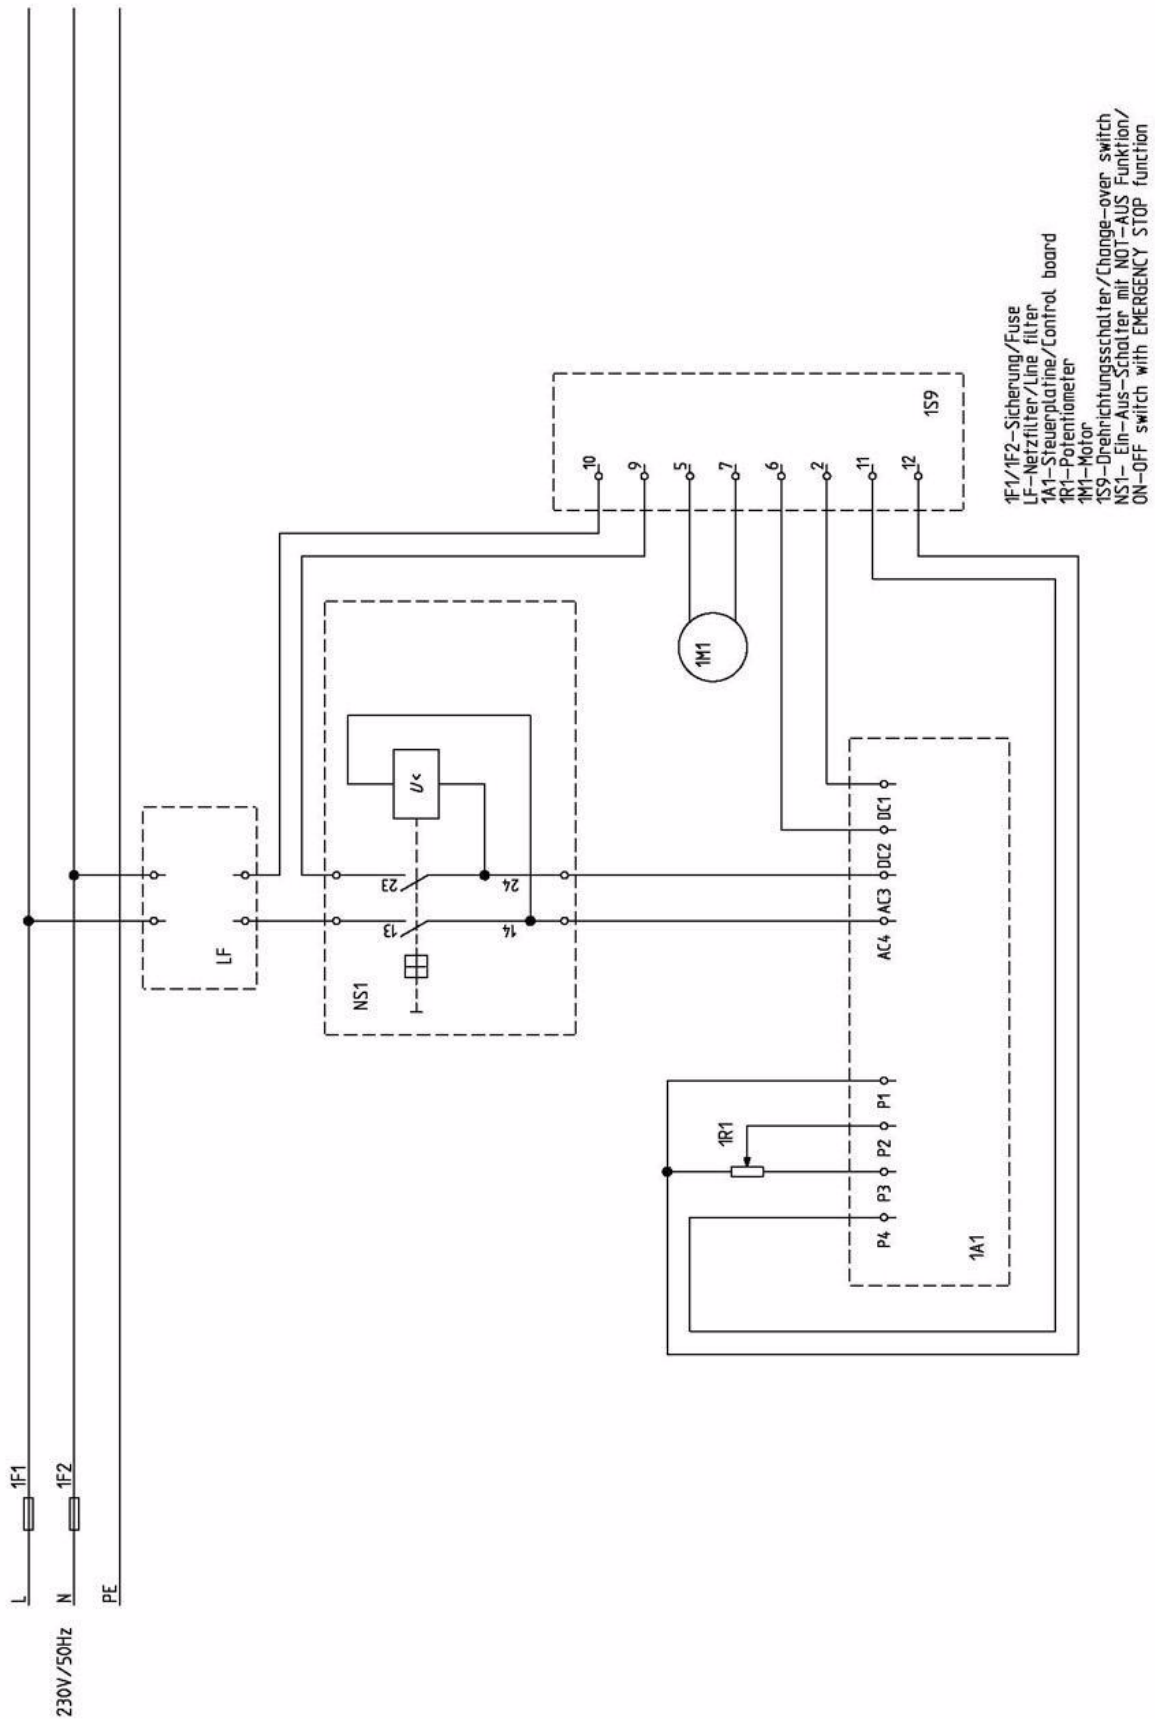 230V/50Hz
L
1F1
N
1F2
PE
LF
NS1
13
23
14
24
U<
1M1
10
9
5
7
6
2
11
12
1S9
1R1
P4
P3
P2
P1
AC4
AC3
DC2
DC1
1A1
1F1/1F2-Sicherung/Fuse
LF-Netzfilter/Line filter
1A1-Steuerplatine/Control board
1R1-Potentiometer
1M1-Motor
1S9-Drehrichtungsschalter/Change-over switch
NS1- Ein-Aus-Schalter mit NOT-AUS Funktion/
ON-OFF switch with EMERGENCY STOP function